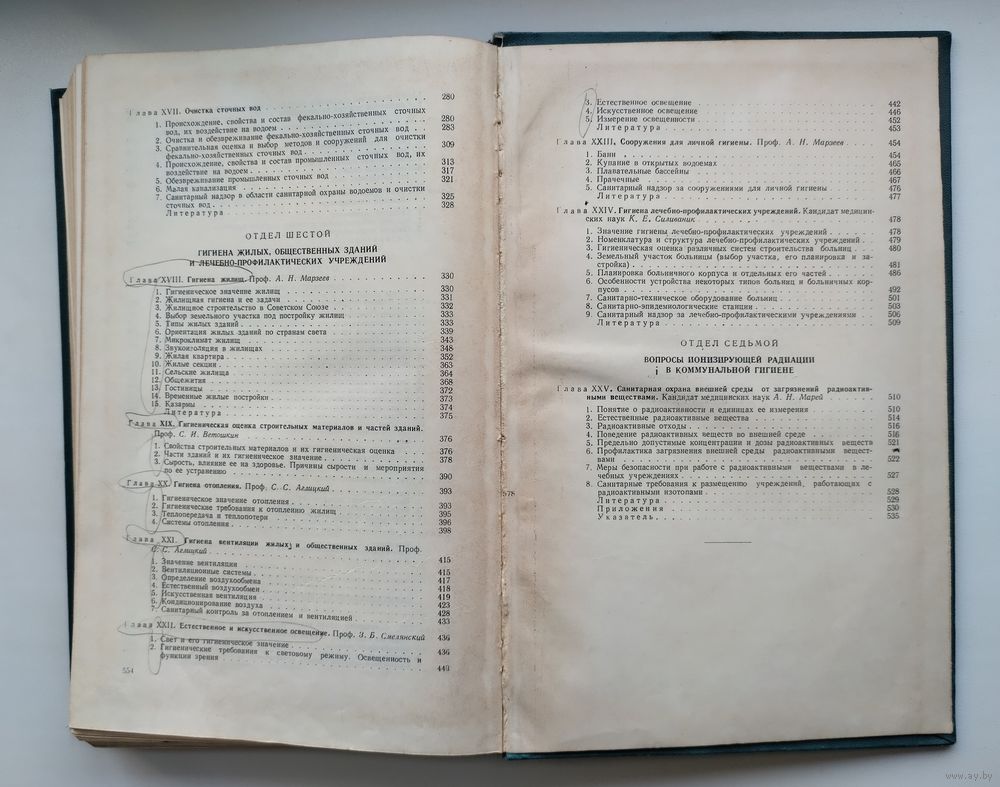 Глава XVII. Очистка сточных вод . . . 280
1. Происхождение, свойства и состав фекально-хозяйственных сточных
вод, их воздействие на водоем . . . 280
2. Очистка и обезвреживание фекально-хозяйственных сточных вод . 283
3. Сравнительная оценка и выбор методов и сооружений для очистки
фекально-хозяйственных сточных вод . . . 309
4. Происхождение, свойства и состав промышленных сточных вод, их
воздействие на водоем . . . 313
5. Обезвреживание промышленных сточных вод . . . 317
6. Малая канализация . . . 321
7. Санитарный надзор в области санитарной охраны водоемов и очистки
сточных вод . . . 325
Литература . . . 328
ОТДЕЛ ШЕСТОЙ
ГИГИЕНА ЖИЛЫХ, ОБЩЕСТВЕННЫХ ЗДАНИЙ
И ЛЕЧЕБНО-ПРОФИЛАКТИЧЕСКИХ УЧРЕЖДЕНИЙ
Глава XVIII. Гигиена жилищ. Проф. А. Н. Марзеев . . . 330
1. Гигиеническое значение жилищ . . . 330
2. Жилищная гигиена и ее задачи . . . 331
3. Жилищное строительство в Советском Союзе . . . 332
4. Выбор земельного участка под постройку жилищ . . . 333
5. Типы жилых зданий . . . 333
6. Ориентация жилых зданий по странам света . . . 339
7. Микроклимат жилищ . . . 343
8. Звукоизоляция в жилищах . . . 348
9. Жилая квартира . . . 352
10. Жилые секции . . . 363
11. Сельские жилища . . . 364
12. Общежития . . . 368
13. Гостиницы . . . 372
14. Временные жилые постройки . . . 373
15. Казармы . . . 374
Литература . . . 375
Глава XIX. Гигиеническая оценка строительных материалов и частей зданий.
Проф. С. И. Ветошкин . . . 376
1. Свойства строительных материалов и их гигиеническая оценка . . . 376
2. Части зданий и их гигиеническое значение . . . 378
3. Сырость, влияние ее на здоровье. Причины сырости и мероприятия
по ее устранению . . . 390
Глава XX. Гигиена отопления. Проф. С. С. Аглицкий . . . 393
1. Гигиеническое значение отопления . . . 393
2. Гигиенические требования к отоплению жилищ . . . 395
3. Теплопередача и теплопотери . . . 396
4. Системы отопления . . . 398
Глава XXI. Гигиена вентиляции жилых и общественных зданий. Проф.
С. С. Аглицкий . . . 415
1. Значение вентиляции . . . 415
2. Вентиляционные системы . . . 417
3. Определение воздухообмена . . . 418
4. Естественный воздухообмен . . . 419
5. Искусственная вентиляция . . . 423
6. Кондиционирование воздуха . . . 428
7. Санитарный контроль за отоплением и вентиляцией . . . 433
Глава XXII. Естественное и искусственное освещение. Проф. З. Б. Смелянский 436
1. Свет и его гигиеническое значение . . . 436
2. Гигиенические требования к световому режиму. Освещенность и
функции зрения . . . 440
554
3. Естественное освещение . . . 442
4. Искусственное освещение . . . 446
5. Измерение освещенности . . . 452
Литература . . . 453
Глава XXIII. Сооружения для личной гигиены. Проф. А. Н. Марзеев . . . 454
1. Бани . . . 454
2. Купание в открытых водоемах . . . 465
3. Плавательные бассейны . . . 466
4. Прачечные . . . 467
5. Санитарный надзор за сооружениями для личной гигиены . . . 476
Литература . . . 477
Глава XXIV. Гигиена лечебно-профилактических учреждений. Кандидат медицин-
ских наук К. Е. Силиваник . . . 478
1. Значение гигиены лечебно-профилактических учреждений . . . 478
2. Номенклатура и структура лечебно-профилактических учреждений . . 479
3. Гигиеническая оценка различных систем строительства больниц . . 480
4. Земельный участок больницы (выбор участка, его планировка и за-
стройка) . . . 481
5. Планировка больничного корпуса и отдельных его частей . . . 486
6. Особенности устройства некоторых типов больниц и больничных кор-
пусов . . . 492
7. Санитарно-техническое оборудование больниц . . . 501
8. Санитарно-эпидемиологические станции . . . 503
9. Санитарный надзор за лечебно-профилактическими учреждениями . . 506
Литература . . . 509
ОТДЕЛ СЕДЬМОЙ
ВОПРОСЫ ИОНИЗИРУЮЩЕЙ РАДИАЦИИ
В КОММУНАЛЬНОЙ ГИГИЕНЕ
Глава XXV. Санитарная охрана внешней среды от загрязнений радиоактив-
ными веществами. Кандидат медицинских наук А. Н. Марей . . . 510
1. Понятие о радиоактивности и единицах ее измерения . . . 510
2. Естественные радиоактивные вещества . . . 514
3. Радиоактивные отходы . . . 516
4. Поведение радиоактивных веществ во внешней среде . . . 516
5. Предельно допустимые концентрации и дозы радиоактивных веществ 521
6. Профилактика загрязнения внешней среды радиоактивными вещест-
вами . . . 522
7. Меры безопасности при работе с радиоактивными веществами в ле-
чебных учреждениях . . . 527
8. Санитарные требования к размещению учреждений, работающих с
радиоактивными изотопами . . . 528
Литература . . . 529
Приложения . . . 530
Указатель . . . 535
578
www.ay.by